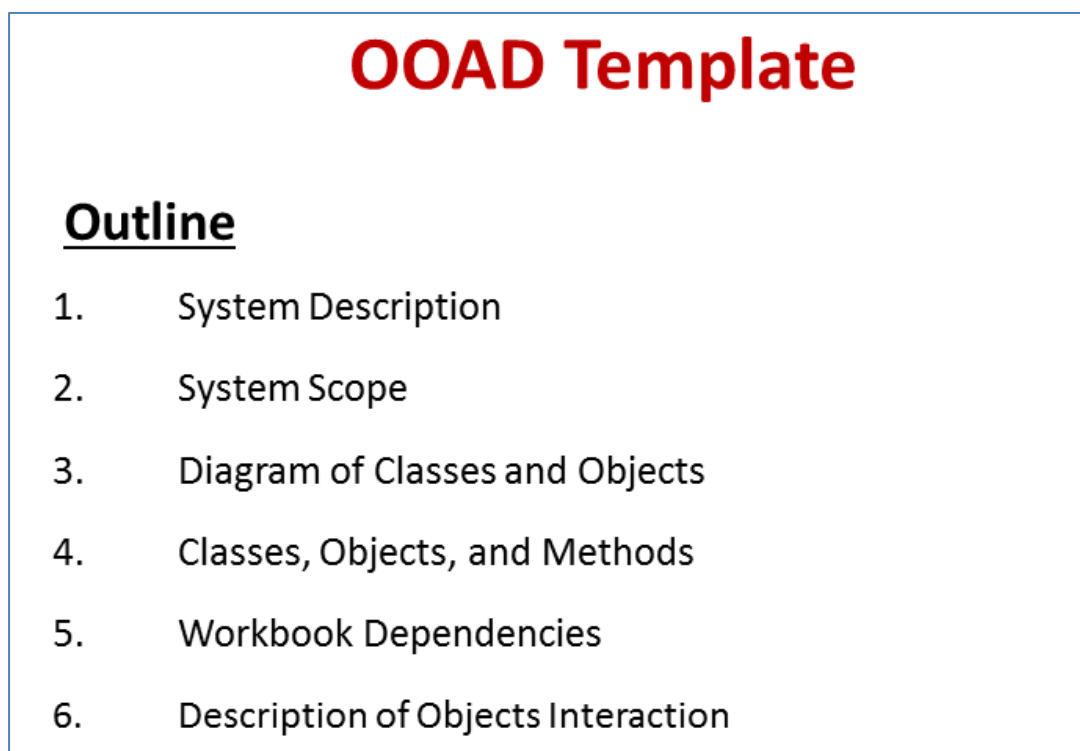 OOAD Template
Outline
1. System Description
2. System Scope
3. Diagram of Classes and Objects
4. Classes, Objects, and Methods
5. Workbook Dependencies
6. Description of Objects Interaction